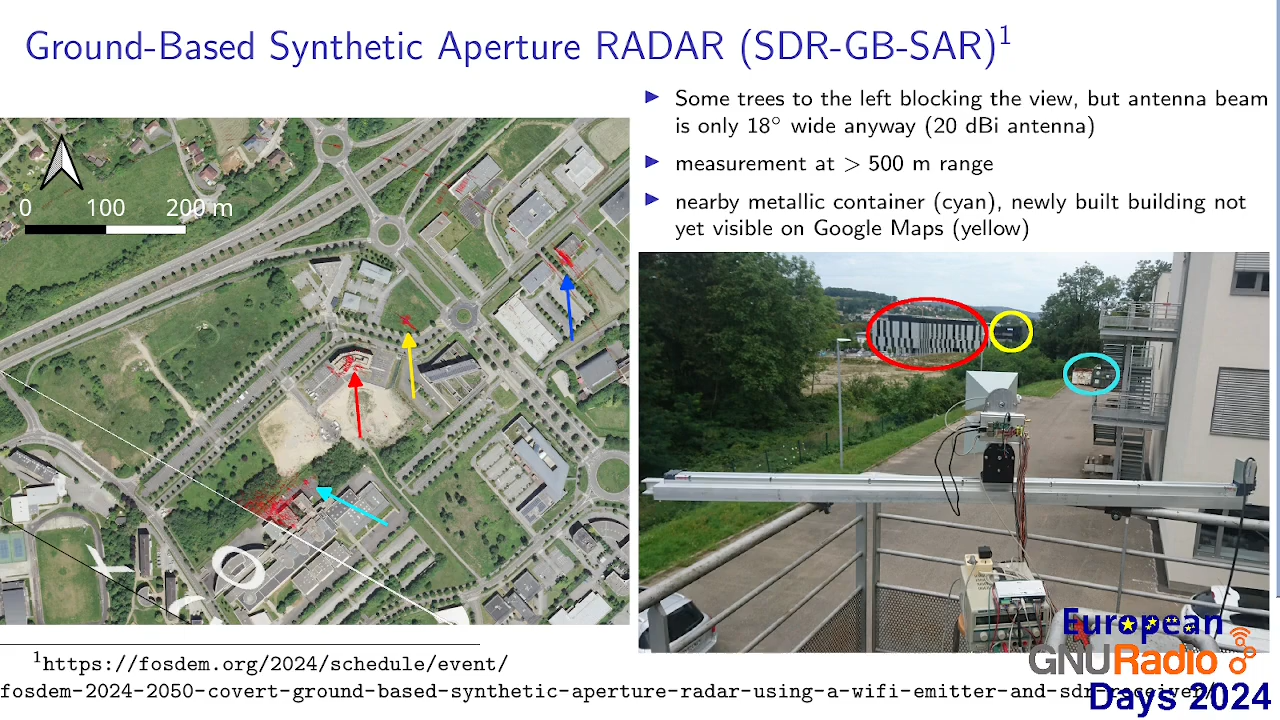 Ground-Based Synthetic Aperture RADAR (SDR-GB-SAR)1
Some trees to the left blocking the view, but antenna beam
is only 18° wide anyway (20 dBi antenna)
measurement at > 500 m range
nearby metallic container (cyan), newly built building not
yet visible on Google Maps (yellow)
0 100 200 m
1https://fosdem.org/2024/schedule/event/
fosdem-2024-2050-covert-ground-based-synthetic-aperture-radar-using-a-wifi-emitter-and-sdr-receiver/
European
GNURadio
Days 2024